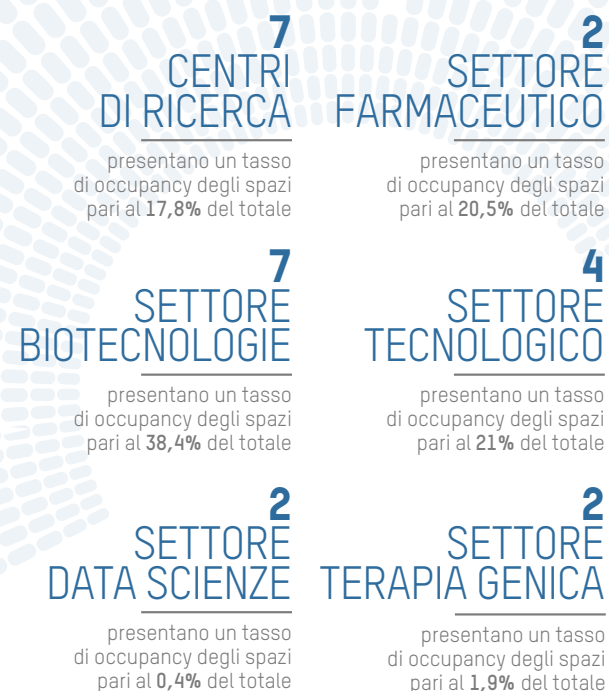 7
CENTRI
DI RICERCA
presentano un tasso
di occupancy degli spazi
pari al 17,8% del totale
2
SETTORE
FARMACEUTICO
presentano un tasso
di occupancy degli spazi
pari al 20,5% del totale
7
SETTORE
BIOTECNOLOGIE
presentano un tasso
di occupancy degli spazi
pari al 38,4% del totale
4
SETTORE
TECNOLOGICO
presentano un tasso
di occupancy degli spazi
pari al 21% del totale
2
SETTORE
DATA SCIENZE
presentano un tasso
di occupancy degli spazi
pari al 0,4% del totale
2
SETTORE
TERAPIA GENICA
presentano un tasso
di occupancy degli spazi
pari al 1,9% del totale